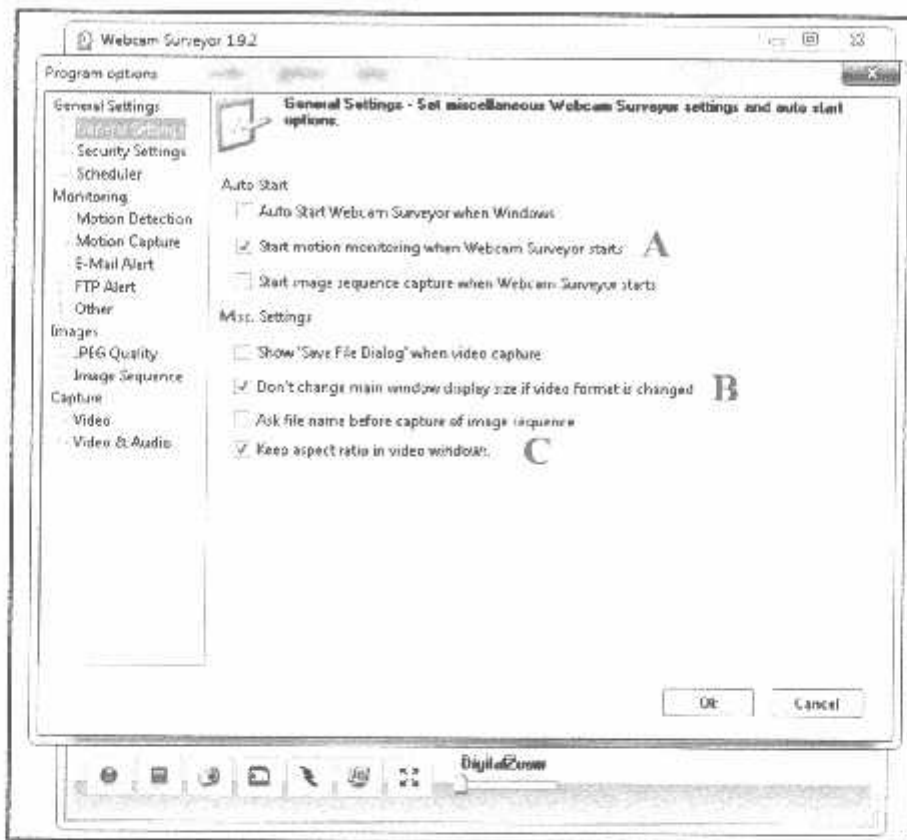 Webcam Surveyor 1.9.2
Program options
General Settings
General Settings
Security Settings
Scheduler
Monitoring
Motion Detection
Motion Capture
E-Mail Alert
FTP Alert
Other
Images
JPEG Quality
Image Sequence
Capture
Video
Video & Audio
General Settings - Set miscellaneous Webcam Surveyor settings and auto start
options.
Auto Start
Auto Start Webcam Surveyor when Windows
Start motion monitoring when Webcam Surveyor starts A
Start image sequence capture when Webcam Surveyor starts
Misc. Settings
Show 'Save File Dialog' when video capture
Don't change main window display size if video format is changed B
Ask file name before capture of image sequence
Keep aspect ratio in video window. C
Ok Cancel
Digital Zoom